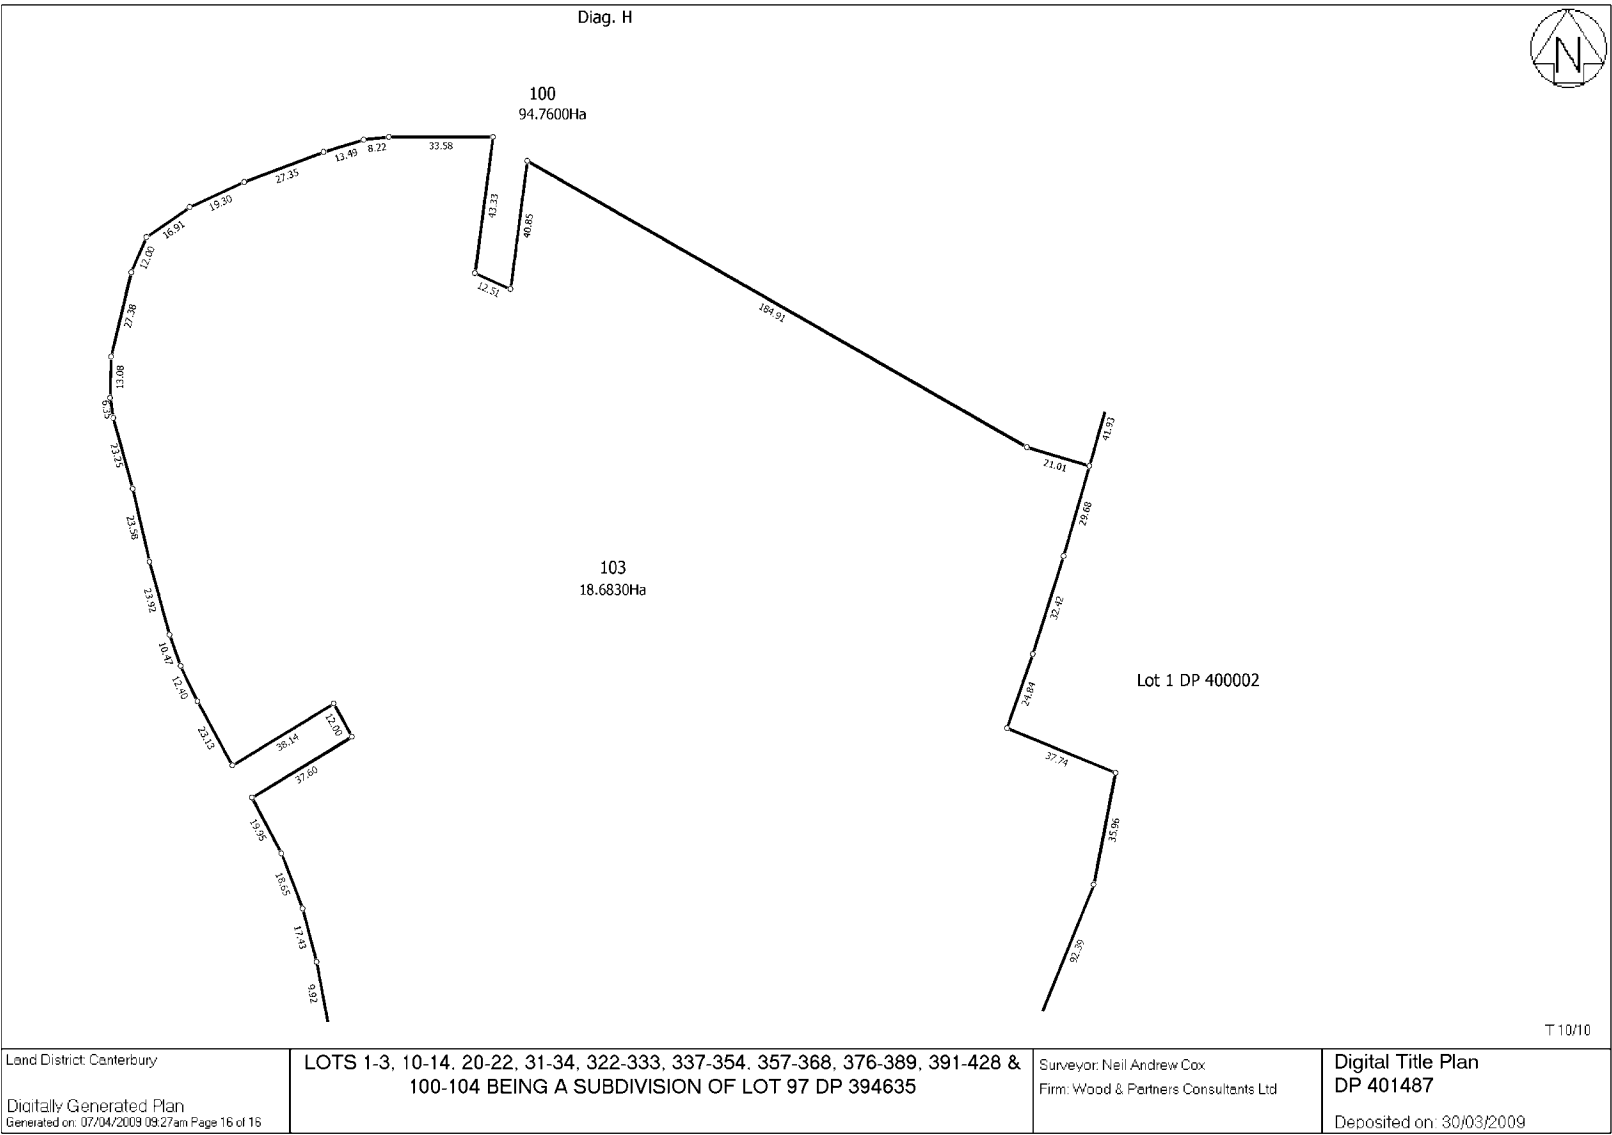 Diag. H
N
100
94.7600Ha
13.49
8.22
33.58
27.35
19.30
16.91
12.00
43.33
40.85
12.51
27.38
184.91
13.08
6.35
41.93
23.25
21.01
29.68
23.58
103
18.6830Ha
23.92
32.42
10.47
12.40
Lot 1 DP 400002
24.84
12.00
23.13
38.14
37.74
37.60
19.95
35.96
18.65
17.43
92.39
9.92
T 10/10
Land District: Canterbury
Digitally Generated Plan
Generated on: 07/04/2009 09:27am Page 16 of 16
LOTS 1-3, 10-14. 20-22, 31-34, 322-333, 337-354. 357-368, 376-389, 391-428 &
100-104 BEING A SUBDIVISION OF LOT 97 DP 394635
Surveyor: Neil Andrew Cox
Firm: Wood & Partners Consultants Ltd
Digital Title Plan
DP 401487
Deposited on: 30/03/2009